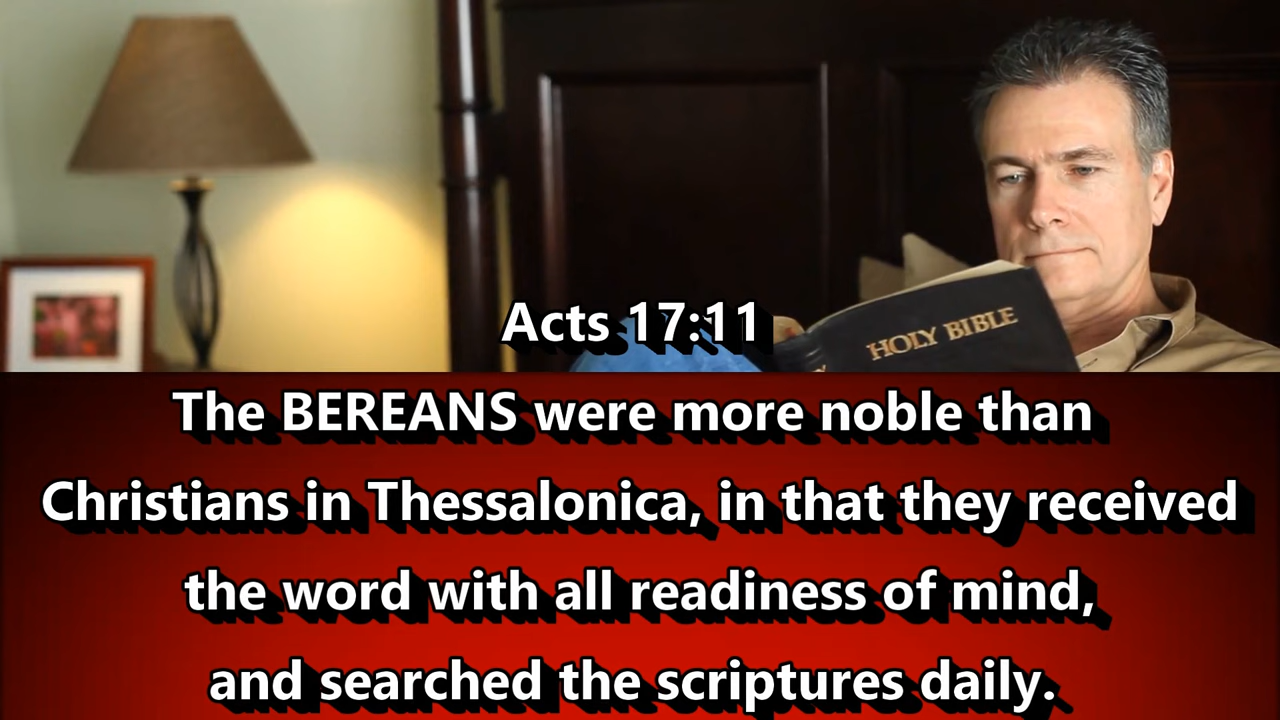 HOLY BIBLE
Acts 17:11
The BEREANS were more noble than
Christians in Thessalonica, in that they received
the word with all readiness of mind,
and searched the scriptures daily.